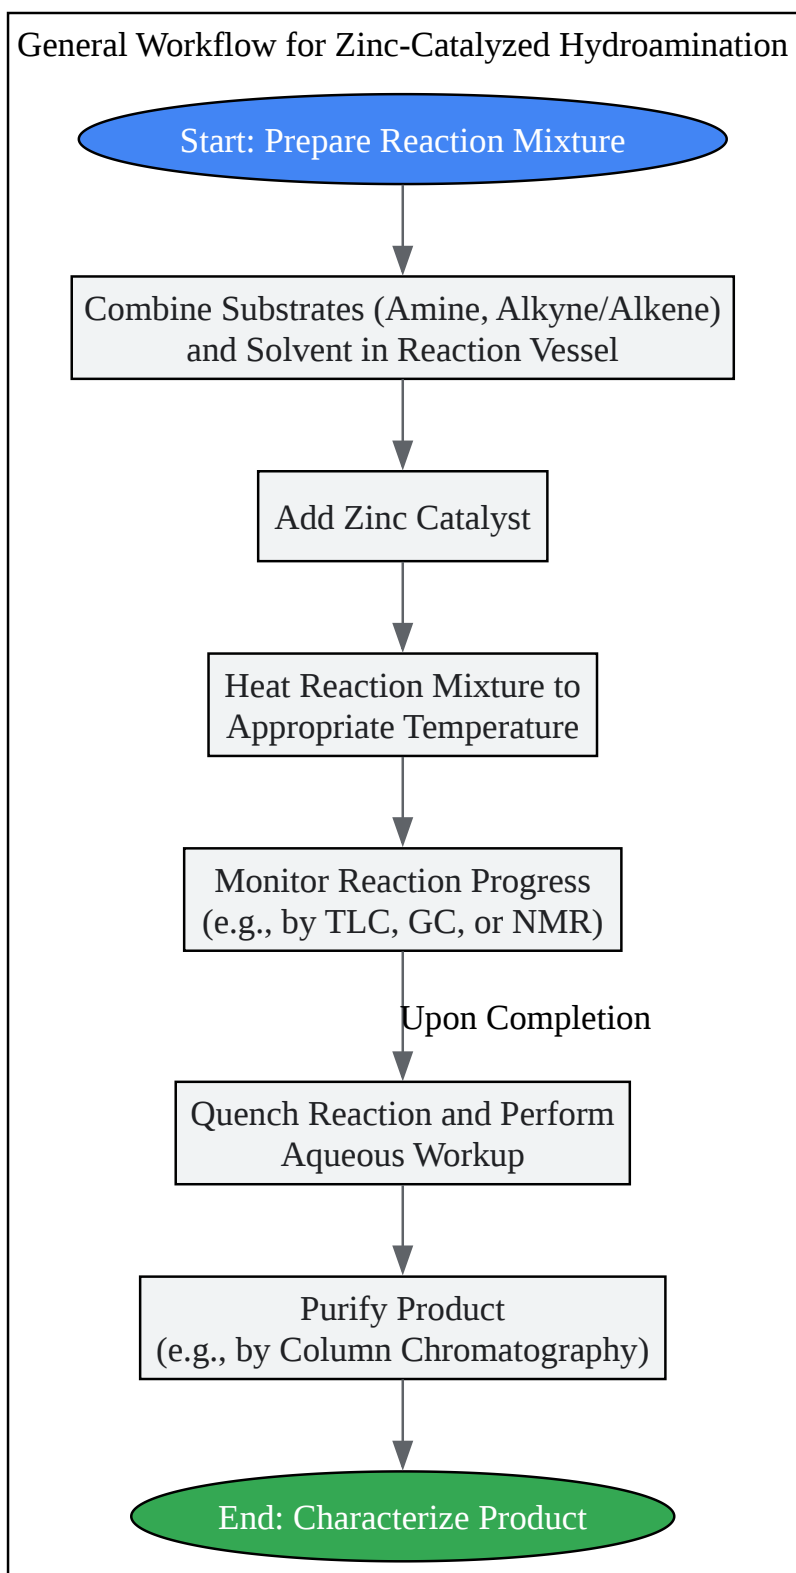 General Workflow for Zinc-Catalyzed Hydroamination
Start: Prepare Reaction Mixture
Combine Substrates (Amine, Alkyne/Alkene)
and Solvent in Reaction Vessel
Add Zinc Catalyst
Heat Reaction Mixture to
Appropriate Temperature
Monitor Reaction Progress
(e.g., by TLC, GC, or NMR)
Upon Completion
Quench Reaction and Perform
Aqueous Workup
Purify Product
(e.g., by Column Chromatography)
End: Characterize Product